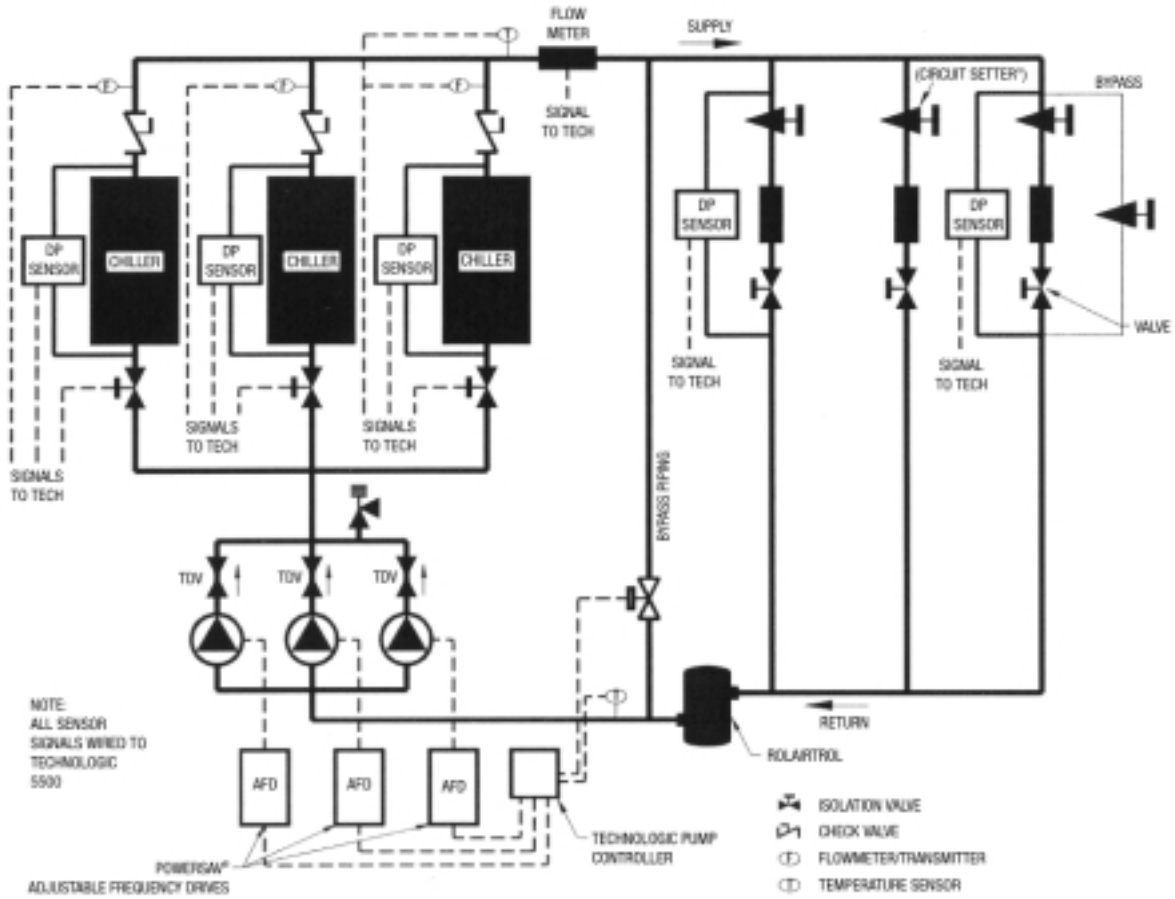 FLOW
METER
SUPPLY
T
(CIRCUIT SETTER®)
BYPASS
F
F
F
SIGNAL
TO TECH
DP
SENSOR
CHILLER
DP
SENSOR
CHILLER
DP
SENSOR
CHILLER
DP
SENSOR
DP
SENSOR
VALVE
SIGNAL
TO TECH
SIGNAL
TO TECH
SIGNALS
TO TECH
SIGNALS
TO TECH
SIGNALS
TO TECH
BYPASS PIPING
TDV
TDV
TDV
T
RETURN
ROLAIRTROL
NOTE:
ALL SENSOR
SIGNALS WIRED TO
TECHNOLOGIC
5500
AFD
AFD
AFD
TECHNOLOGIC PUMP
CONTROLLER
POWERSAV®
ADJUSTABLE FREQUENCY DRIVES
ISOLATION VALVE
CHECK VALVE
F FLOWMETER/TRANSMITTER
T TEMPERATURE SENSOR